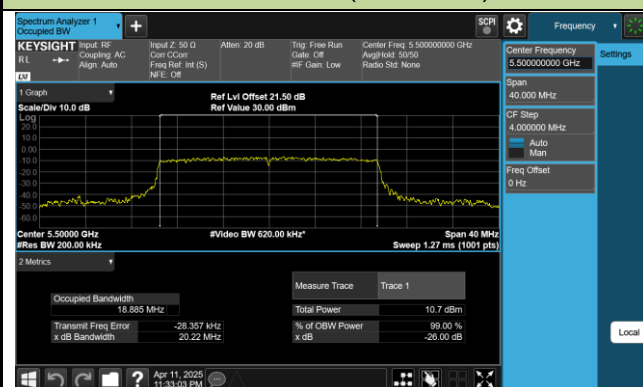 Spectrum Analyzer 1
Occupied BW
SCPI
Frequency
KEYSIGHT
RL
LXI
Input: RF
Coupling: AC
Align: Auto
Input Z: 50 Ω
Corr CCorr
Freq Ref: Int (S)
NFE: Off
Atten: 20 dB
Trig: Free Run
Gate: Off
#IF Gain: Low
Center Freq: 5.500000000 GHz
Avg|Hold: 50/50
Radio Std: None
Center Frequency
5.500000000 GHz
Settings
Span
40.000 MHz
CF Step
4.000000 MHz
Auto
Man
Freq Offset
0 Hz
1 Graph
Scale/Div 10.0 dB
Ref Lvl Offset 21.50 dB
Ref Value 30.00 dBm
Log
20.0
10.0
0.00
-10.0
-20.0
-30.0
-40.0
-50.0
-60.0
Center 5.50000 GHz
#Res BW 200.00 kHz
#Video BW 620.00 kHz*
Span 40 MHz
Sweep 1.27 ms (1001 pts)
2 Metrics
Measure Trace Trace 1
Occupied Bandwidth
18.885 MHz
Total Power 10.7 dBm
Transmit Freq Error -28.357 kHz
% of OBW Power 99.00 %
x dB Bandwidth 20.22 MHz
x dB -26.00 dB
Local
Apr 11, 2025
11:33:03 PM